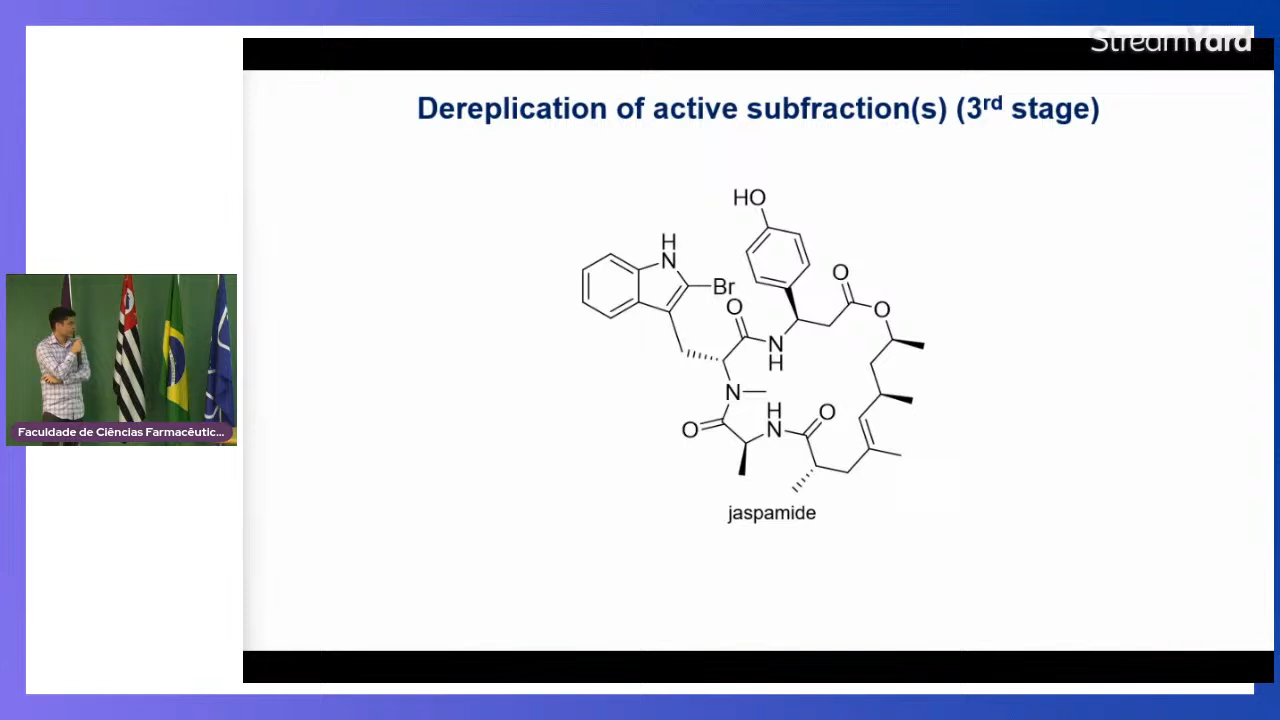 StreamYard
Dereplication of active subfraction(s) (3rd stage)
HO
H
N
Br
O
O
O
N
H
N
O
H
N
O
jaspamide
Faculdade de Ciências Farmacêutic...